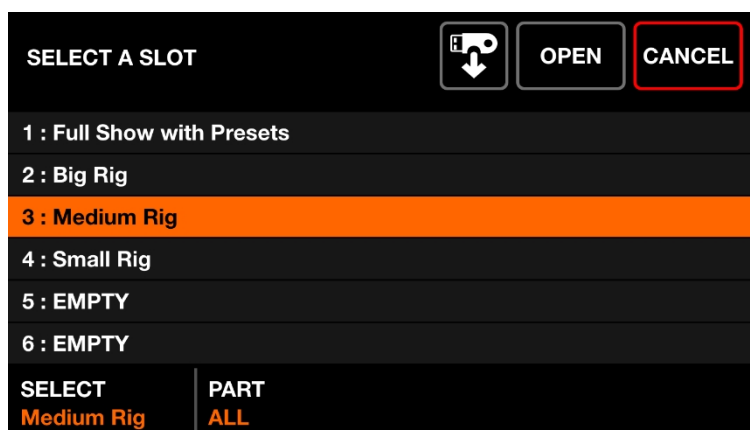 SELECT A SLOT
OPEN
CANCEL
1 : Full Show with Presets
2 : Big Rig
3 : Medium Rig
4 : Small Rig
5 : EMPTY
6 : EMPTY
SELECT
PART
Medium Rig
ALL